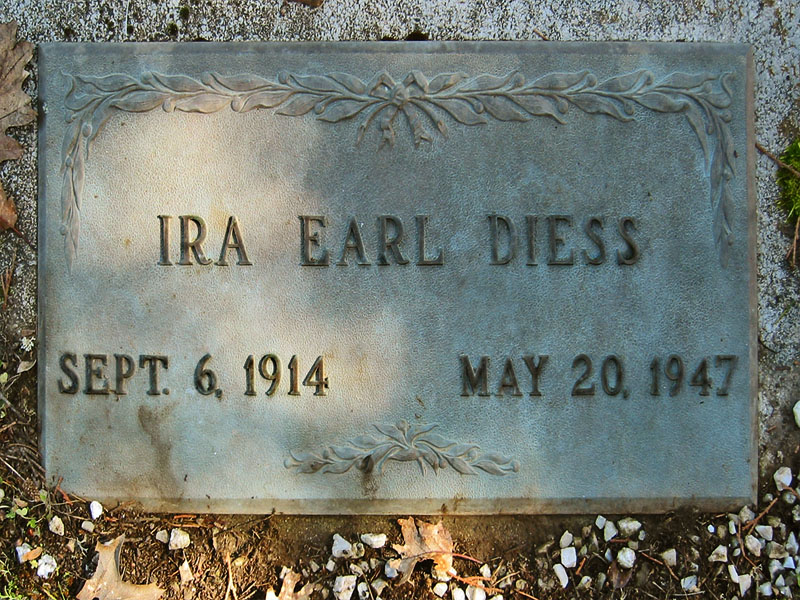 IRA EARL DIESS
SEPT. 6, 1914 MAY 20, 1947